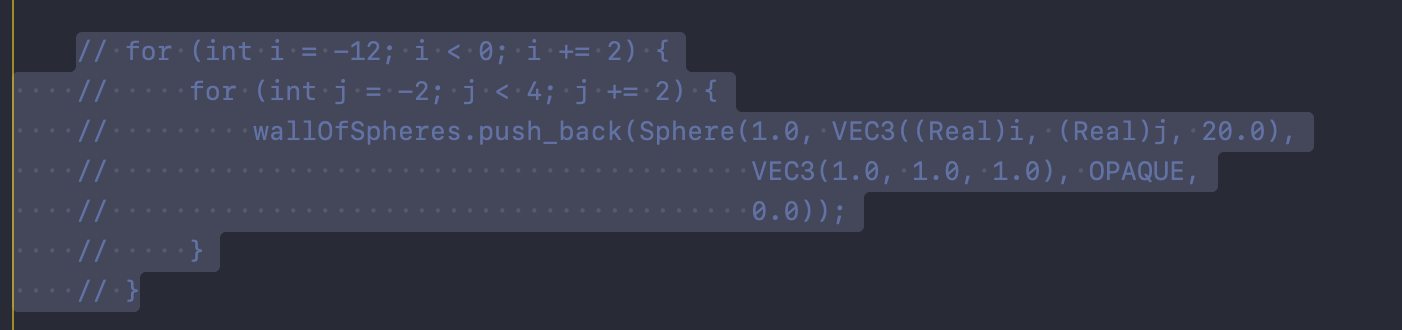 // for (int i = -12; i < 0; i += 2) {
//     for (int j = -2; j < 4; j += 2) {
//         wallOfSpheres.push_back(Sphere(1.0, VEC3((Real)i, (Real)j, 20.0),
//                                        VEC3(1.0, 1.0, 1.0), OPAQUE,
//                                        0.0));
//     }
// }